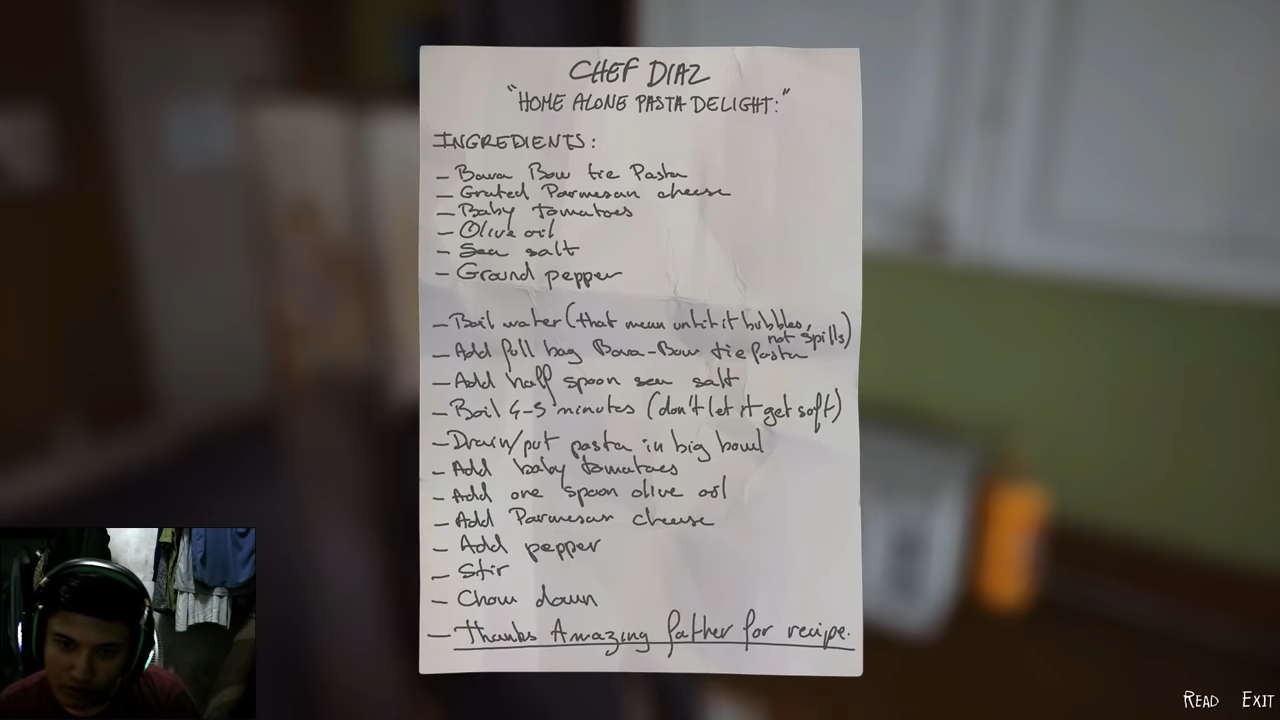 CHEF DIAZ
"HOME ALONE PASTA DELIGHT:"
INGREDIENTS:
- Bava Bow tie Pasta
- Grated Parmesan cheese
- Baby tomatoes
- Olive oil
- Sea salt
- Ground pepper
- Boil water (that mean until it bubbles, not spills)
- Add full bag Bava-Bow tie Pasta
- Add half spoon sea salt
- Boil 4-5 minutes (don't let it get soft)
- Drain/put pasta in big bowl
- Add baby tomatoes
- Add one spoon olive oil
- Add Parmesan cheese
- Add pepper
- Stir
- Chow down
- Thanks Amazing father for recipe.
READ EXIT